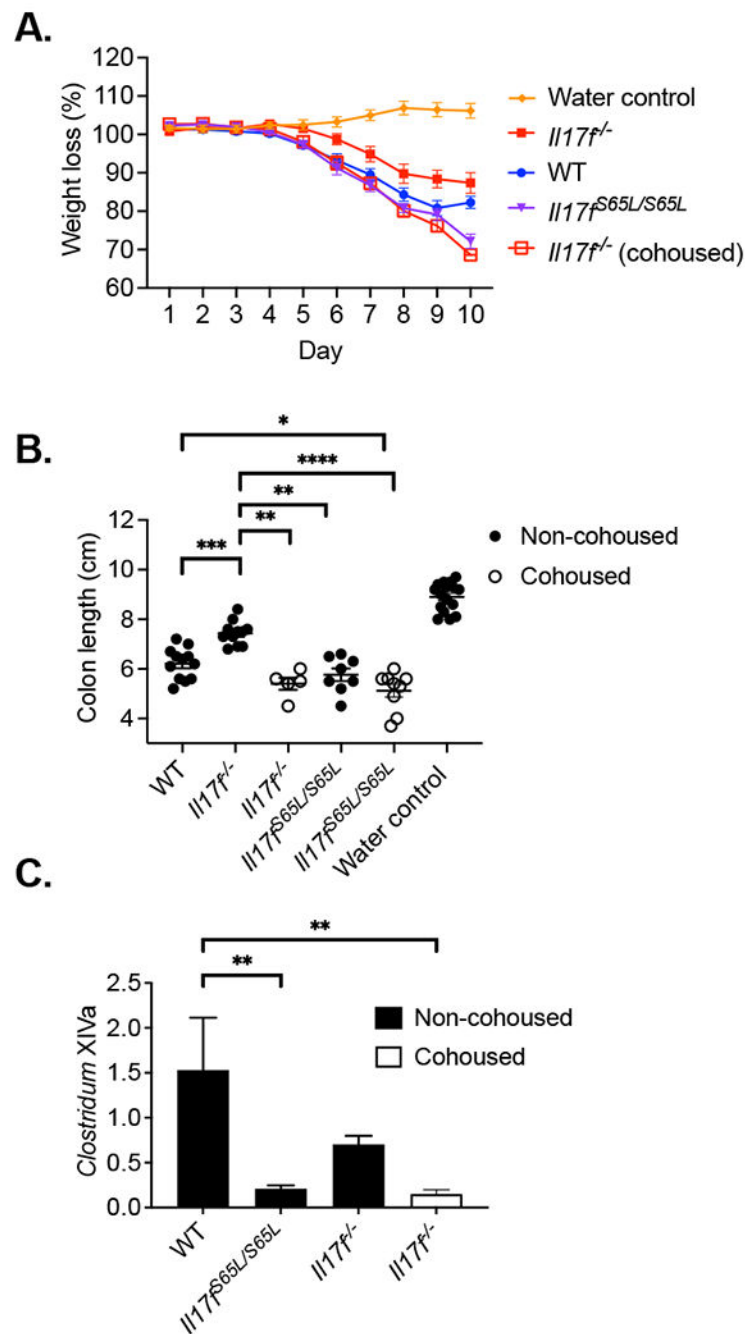 A.
120
110
100
90
80
70
60
Weight loss (%)
1 2 3 4 5 6 7 8 9 10
Day
Water control
Il17f-/-
WT
Il17fS65L/S65L
Il17f-/- (cohoused)
B.
*
****
**
**
***
12
10
8
6
4
Colon length (cm)
Non-cohoused
Cohoused
WT
Il17f-/-
Il17f-/-
Il17fS65L/S65L
Il17fS65L/S65L
Water control
C.
**
**
2.5
2.0
1.5
1.0
0.5
0.0
Clostridum XIVa
Non-cohoused
Cohoused
WT
Il17fS65L/S65L
Il17f-/-
Il17f-/-